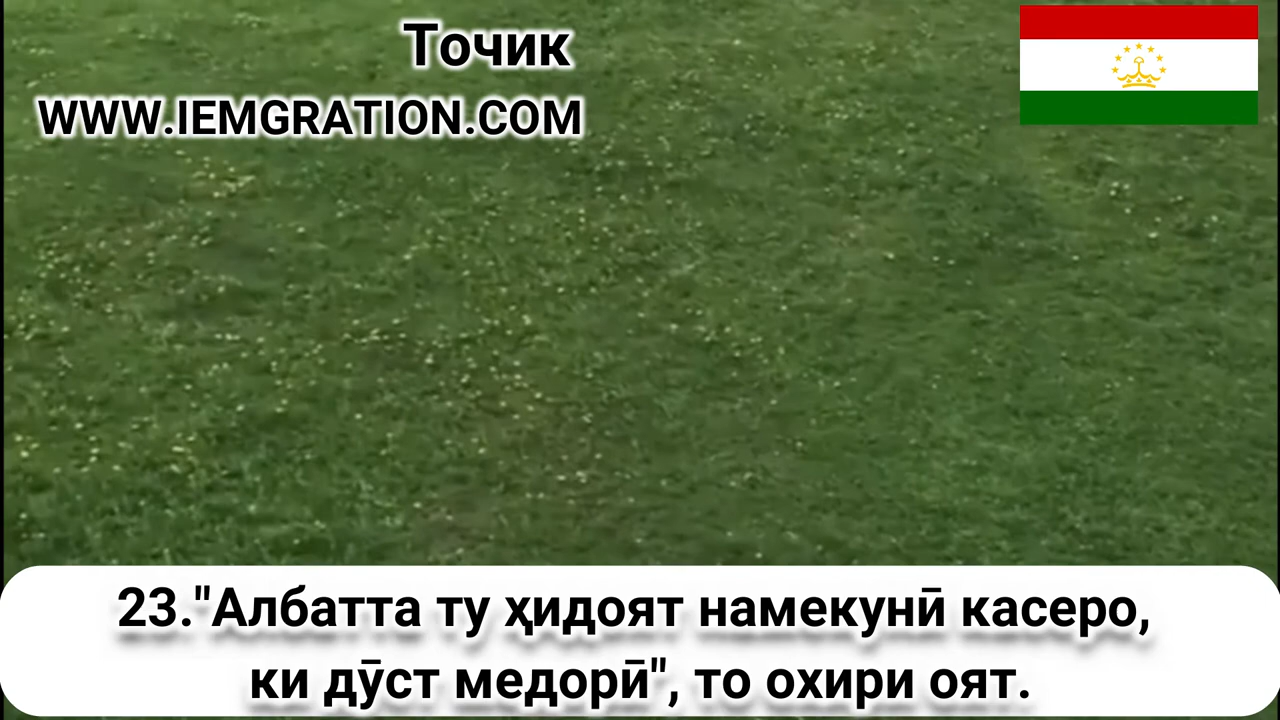 Точик
WWW.IEMGRATION.COM
23."Албатта ту ҳидоят намекунӣ касеро,
ки дӯст медорӣ", то охири оят.